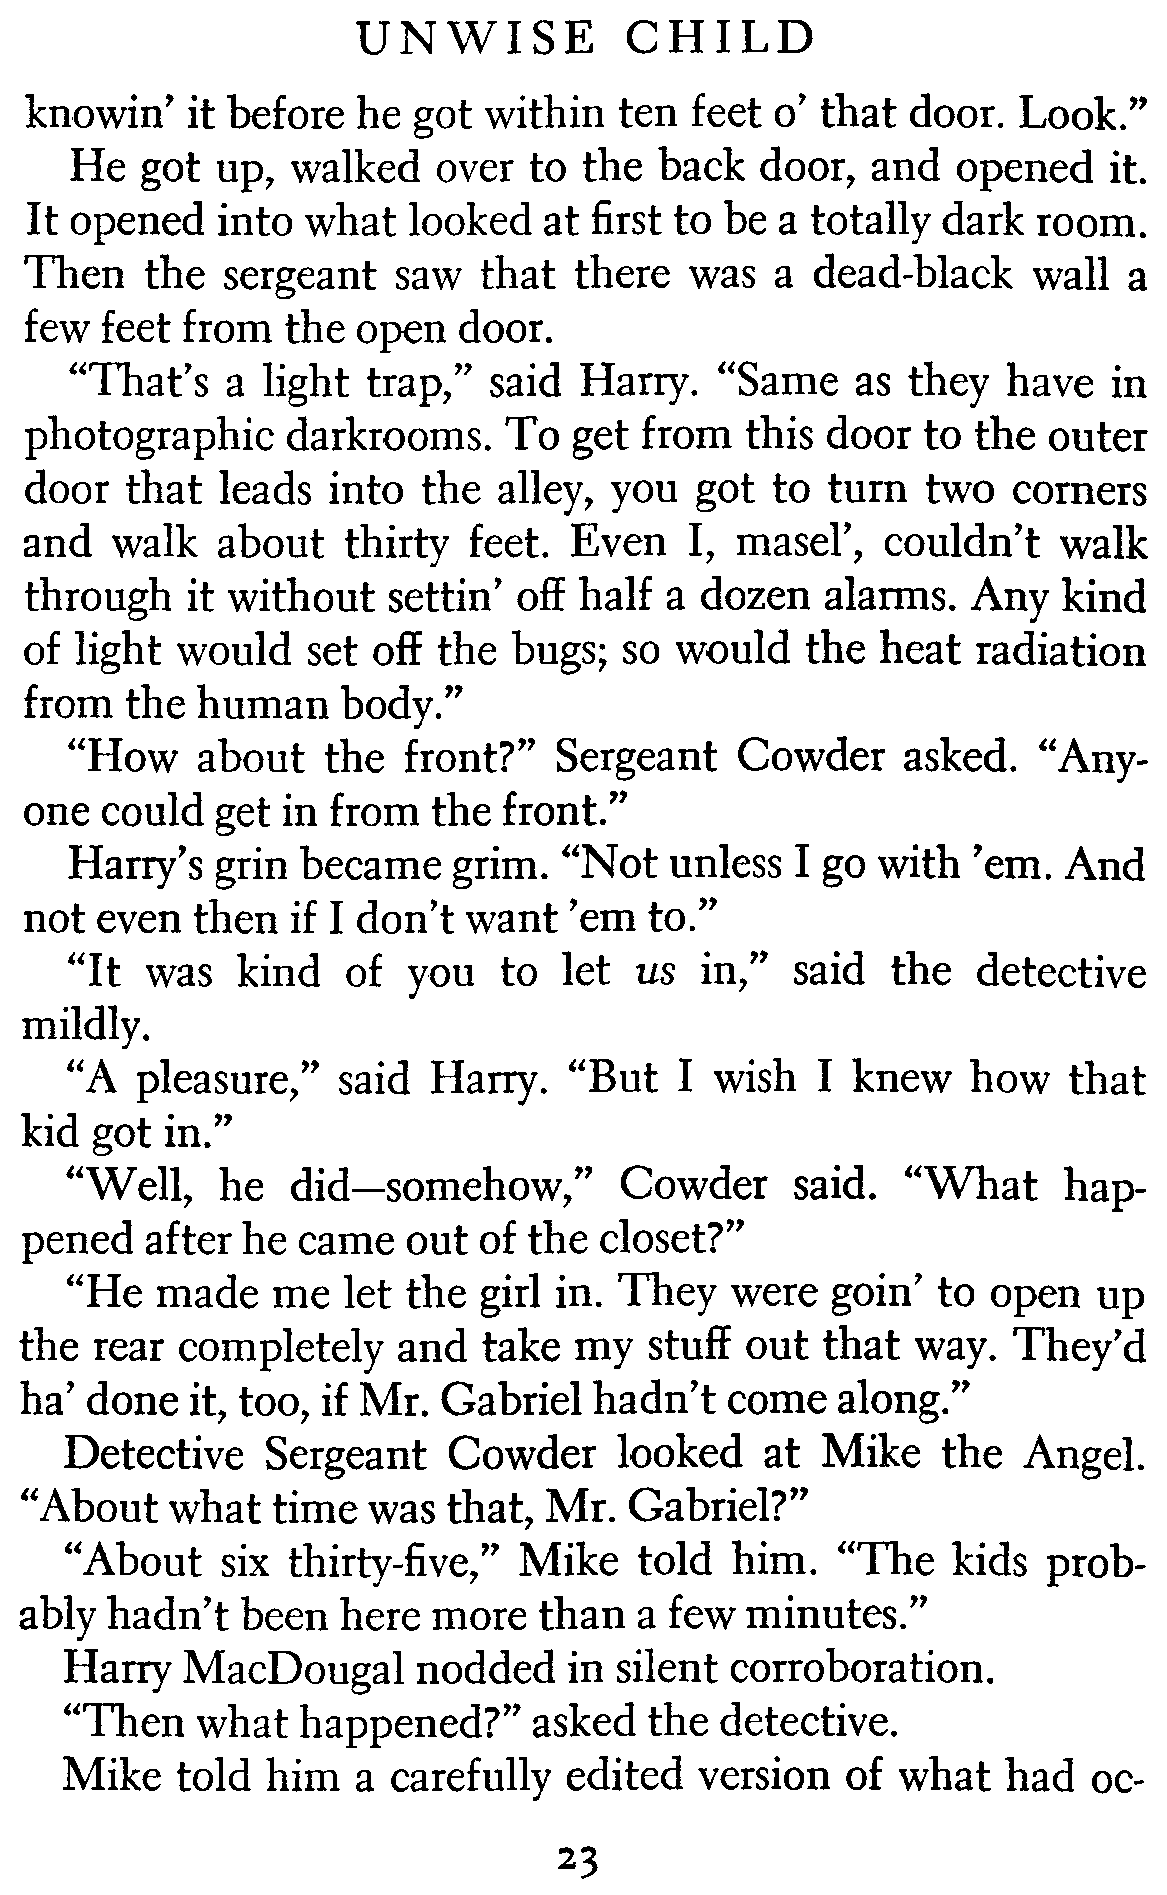 UNWISE CHILD
knowin’ it before he got within ten feet o’ that door. Look.”
He got up, walked over to the back door, and opened it.
It opened into what looked at first to be a totally dark room.
Then the sergeant saw that there was a dead-black wall a
few feet from the open door.
“That’s a light trap,” said Harry. “Same as they have in
photographic darkrooms. To get from this door to the outer
door that leads into the alley, you got to turn two corners
and walk about thirty feet. Even I, masel’, couldn’t walk
through it without settin’ off half a dozen alarms. Any kind
of light would set off the bugs; so would the heat radiation
from the human body.”
“How about the front?” Sergeant Cowder asked. “Any-
one could get in from the front.”
Harry’s grin became grim. “Not unless I go with ’em. And
not even then if I don’t want ’em to.”
“It was kind of you to let us in,” said the detective
mildly.
“A pleasure,” said Harry. “But I wish I knew how that
kid got in.”
“Well, he did—somehow,” Cowder said. “What hap-
pened after he came out of the closet?”
“He made me let the girl in. They were goin’ to open up
the rear completely and take my stuff out that way. They’d
ha’ done it, too, if Mr. Gabriel hadn’t come along.”
Detective Sergeant Cowder looked at Mike the Angel.
“About what time was that, Mr. Gabriel?”
“About six thirty-five,” Mike told him. “The kids prob-
ably hadn’t been here more than a few minutes.”
Harry MacDougal nodded in silent corroboration.
“Then what happened?” asked the detective.
Mike told him a carefully edited version of what had oc-
23